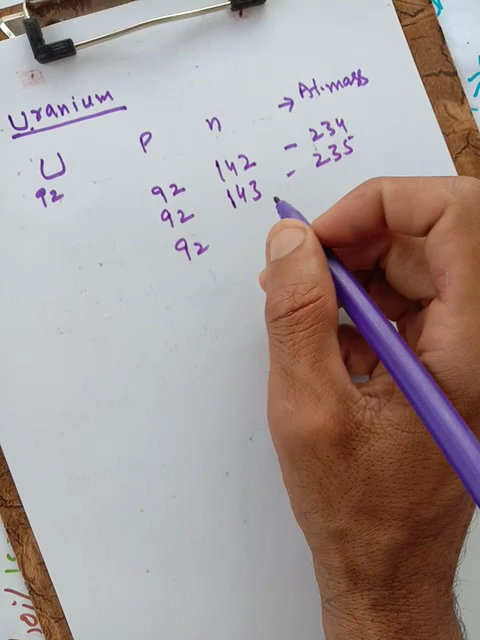 Uranium
p n → At.mass
U 92 142 = 234
92 92 143 = 235
92